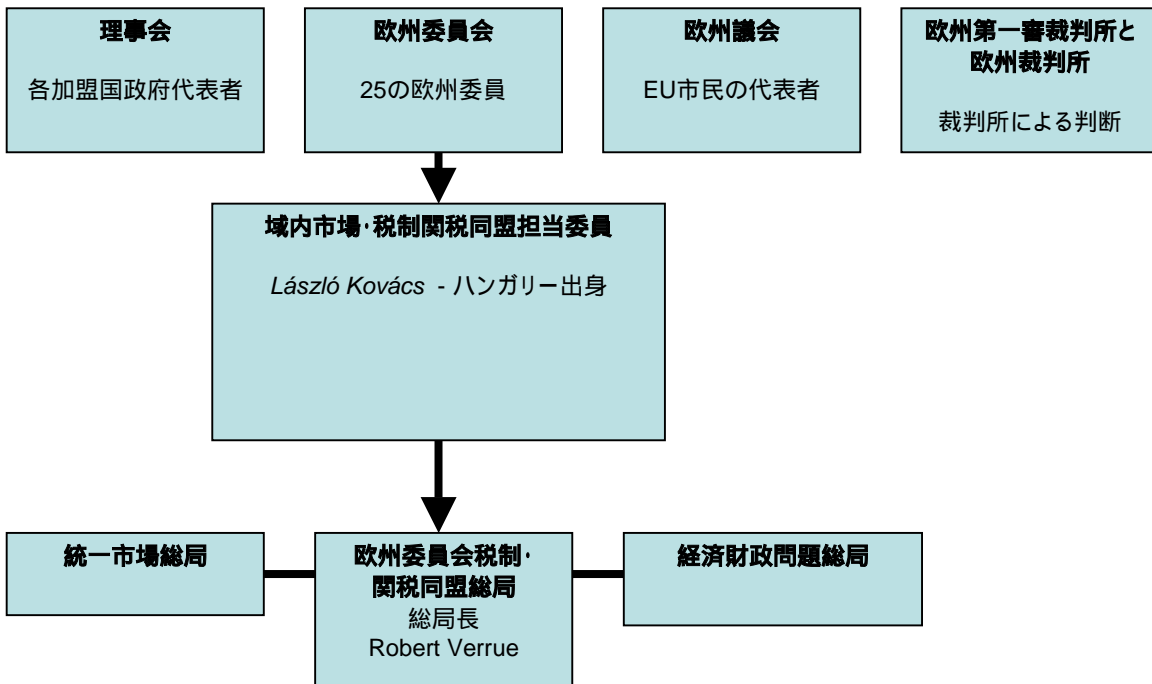 理事会
各加盟国政府代表者
欧州委員会
25の欧州委員
欧州議会
EU市民の代表者
欧州第一審裁判所と
欧州裁判所
裁判所による判断
域内市場・税制関税同盟担当委員
László Kovács - ハンガリー出身
統一市場総局
欧州委員会税制・
関税同盟総局
総局長
Robert Verrue
経済財政問題総局